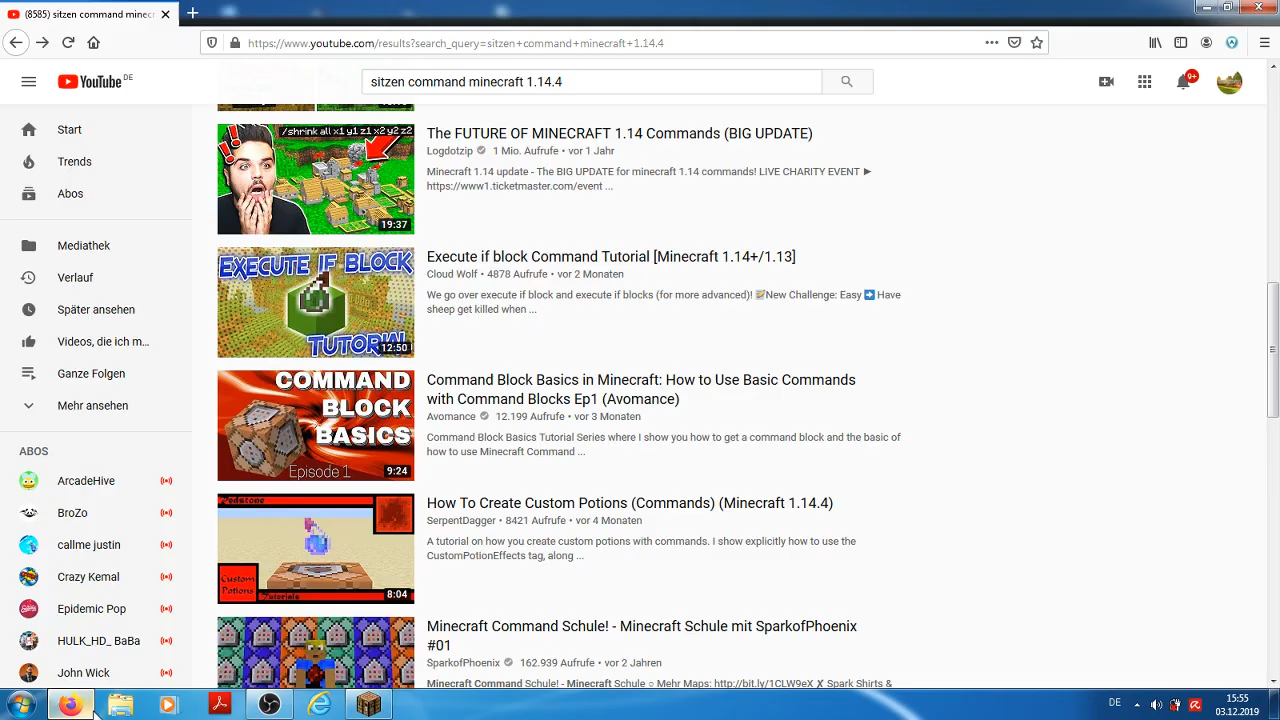 (8585) sitzen command minecr
https://www.youtube.com/results?search_query=sitzen+command+minecraft+1.14.4
YouTube DE
sitzen command minecraft 1.14.4
9+
Start
Trends
Abos
Mediathek
Verlauf
Später ansehen
Videos, die ich m...
Ganze Folgen
Mehr ansehen
ABOS
ArcadeHive
BroZo
callme justin
Crazy Kemal
Epidemic Pop
HULK_HD_ BaBa
John Wick
/shrink all x1 y1 z1 x2 y2 z2
19:37
The FUTURE OF MINECRAFT 1.14 Commands (BIG UPDATE)
Logdotzip 1 Mio. Aufrufe • vor 1 Jahr
Minecraft 1.14 update - The BIG UPDATE for minecraft 1.14 commands! LIVE CHARITY EVENT ►
https://www1.ticketmaster.com/event ...
EXECUTE IF BLOCK
TUTORIAL
12:50
Execute if block Command Tutorial [Minecraft 1.14+/1.13]
Cloud Wolf • 4878 Aufrufe • vor 2 Monaten
We go over execute if block and execute if blocks (for more advanced)! 📝New Challenge: Easy ➡ Have
sheep get killed when ...
COMMAND
BLOCK
BASICS
Episode 1
9:24
Command Block Basics in Minecraft: How to Use Basic Commands
with Command Blocks Ep1 (Avomance)
Avomance 12.199 Aufrufe • vor 3 Monaten
Command Block Basics Tutorial Series where I show you how to get a command block and the basic of
how to use Minecraft Command ...
Redstone
Custom
Potions
Tutorials
8:04
How To Create Custom Potions (Commands) (Minecraft 1.14.4)
SerpentDagger • 8421 Aufrufe • vor 4 Monaten
A tutorial on how you create custom potions with commands. I show explicitly how to use the
CustomPotionEffects tag, along ...
Minecraft Command Schule! - Minecraft Schule mit SparkofPhoenix
#01
SparkofPhoenix 162.939 Aufrufe • vor 2 Jahren
Minecraft Command Schule! - Minecraft Schule ○ Mehr Maps: http://bit.ly/1CLW9eX ✗ Spark Shirts &
DE
15:55
03.12.2019